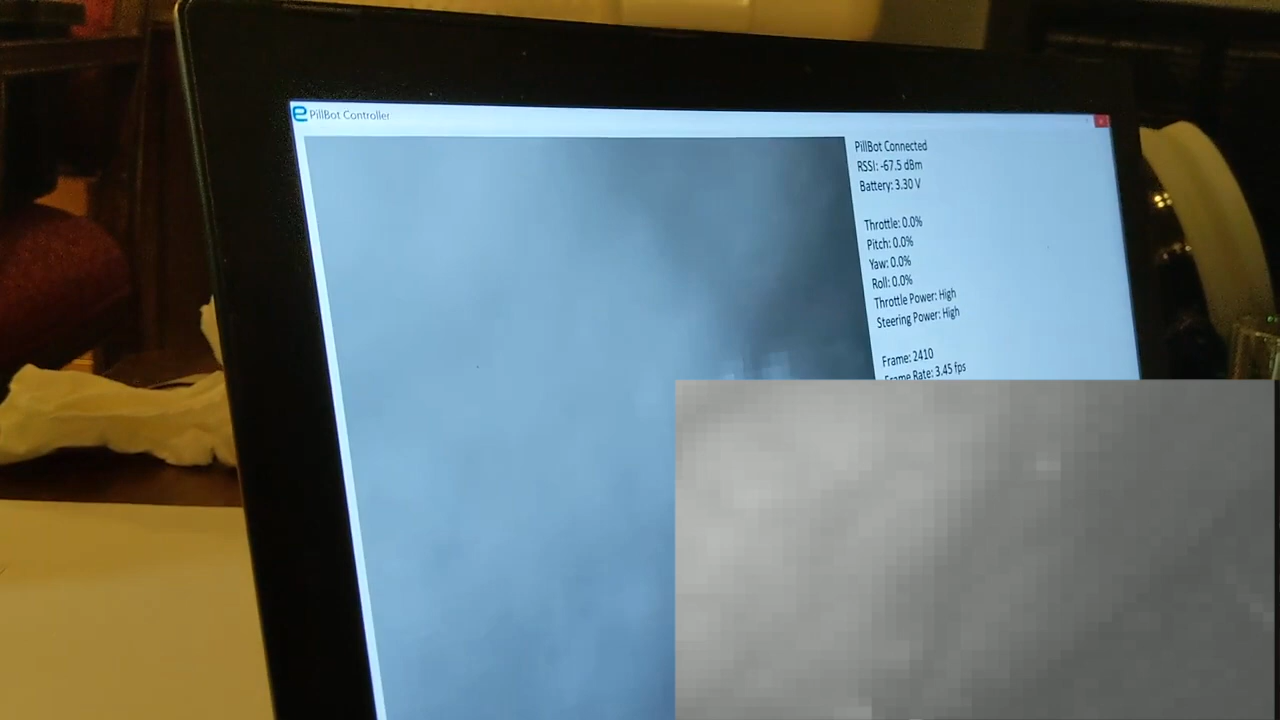 PillBot Controller
PillBot Connected
RSSI: -67.5 dBm
Battery: 3.30 V
Throttle: 0.0%
Pitch: 0.0%
Yaw: 0.0%
Roll: 0.0%
Throttle Power: High
Steering Power: High
Frame: 2410
Frame Rate: 3.45 fps